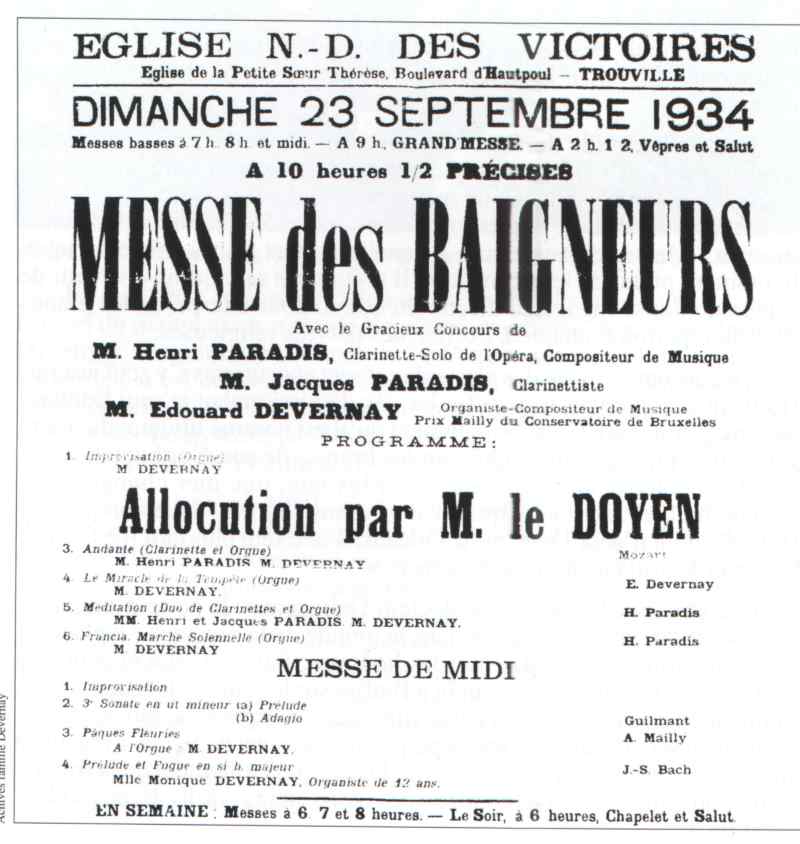 EGLISE N.-D. DES VICTOIRES
Eglise de la Petite Sœur Thérèse, Boulevard d'Hautpoul – TROUVILLE
DIMANCHE 23 SEPTEMBRE 1934
Messes basses à 7 h. 8 h. et midi. — A 9 h. GRAND'MESSE. — A 2 h. 1 2, Vêpres et Salut
A 10 heures 1/2 PRÉCISES
MESSE des BAIGNEURS
Avec le Gracieux Concours de
M. Henri PARADIS, Clarinette-Solo de l'Opéra, Compositeur de Musique
M. Jacques PARADIS, Clarinettiste
M. Edouard DEVERNAY Organiste-Compositeur de Musique
Prix Mailly du Conservatoire de Bruxelles
PROGRAMME:
1. Improvisation (Orgue)
M DEVERNAY
Allocution par M. le DOYEN
3. Andante (Clarinette et Orgue) Mozart
M. Henri PARADIS M. DEVERNAY
4. Le Miracle de la Tempête (Orgue) E. Devernay
M. DEVERNAY.
5. Meditation (Duo de Clarinettes et Orgue) H. Paradis
MM. Henri et Jacques PARADIS M. DEVERNAY.
6. Francia. Marche Solennelle (Orgue) H. Paradis
M. DEVERNAY
MESSE DE MIDI
1. Improvisation
2. 3e Sonate en ut mineur (a) Prelude
(b) Adagio Guilmant
3. Pâques Fleuries A. Mailly
A l'Orgue : M. DEVERNAY.
4. Prélude et Fugue en si b. majeur J.-S. Bach
Mlle Monique DEVERNAY, Organiste de 12 ans.
EN SEMAINE : Messes à 6. 7 et 8 heures. — Le Soir, à 6 heures, Chapelet et Salut.
Archives famille Devernay